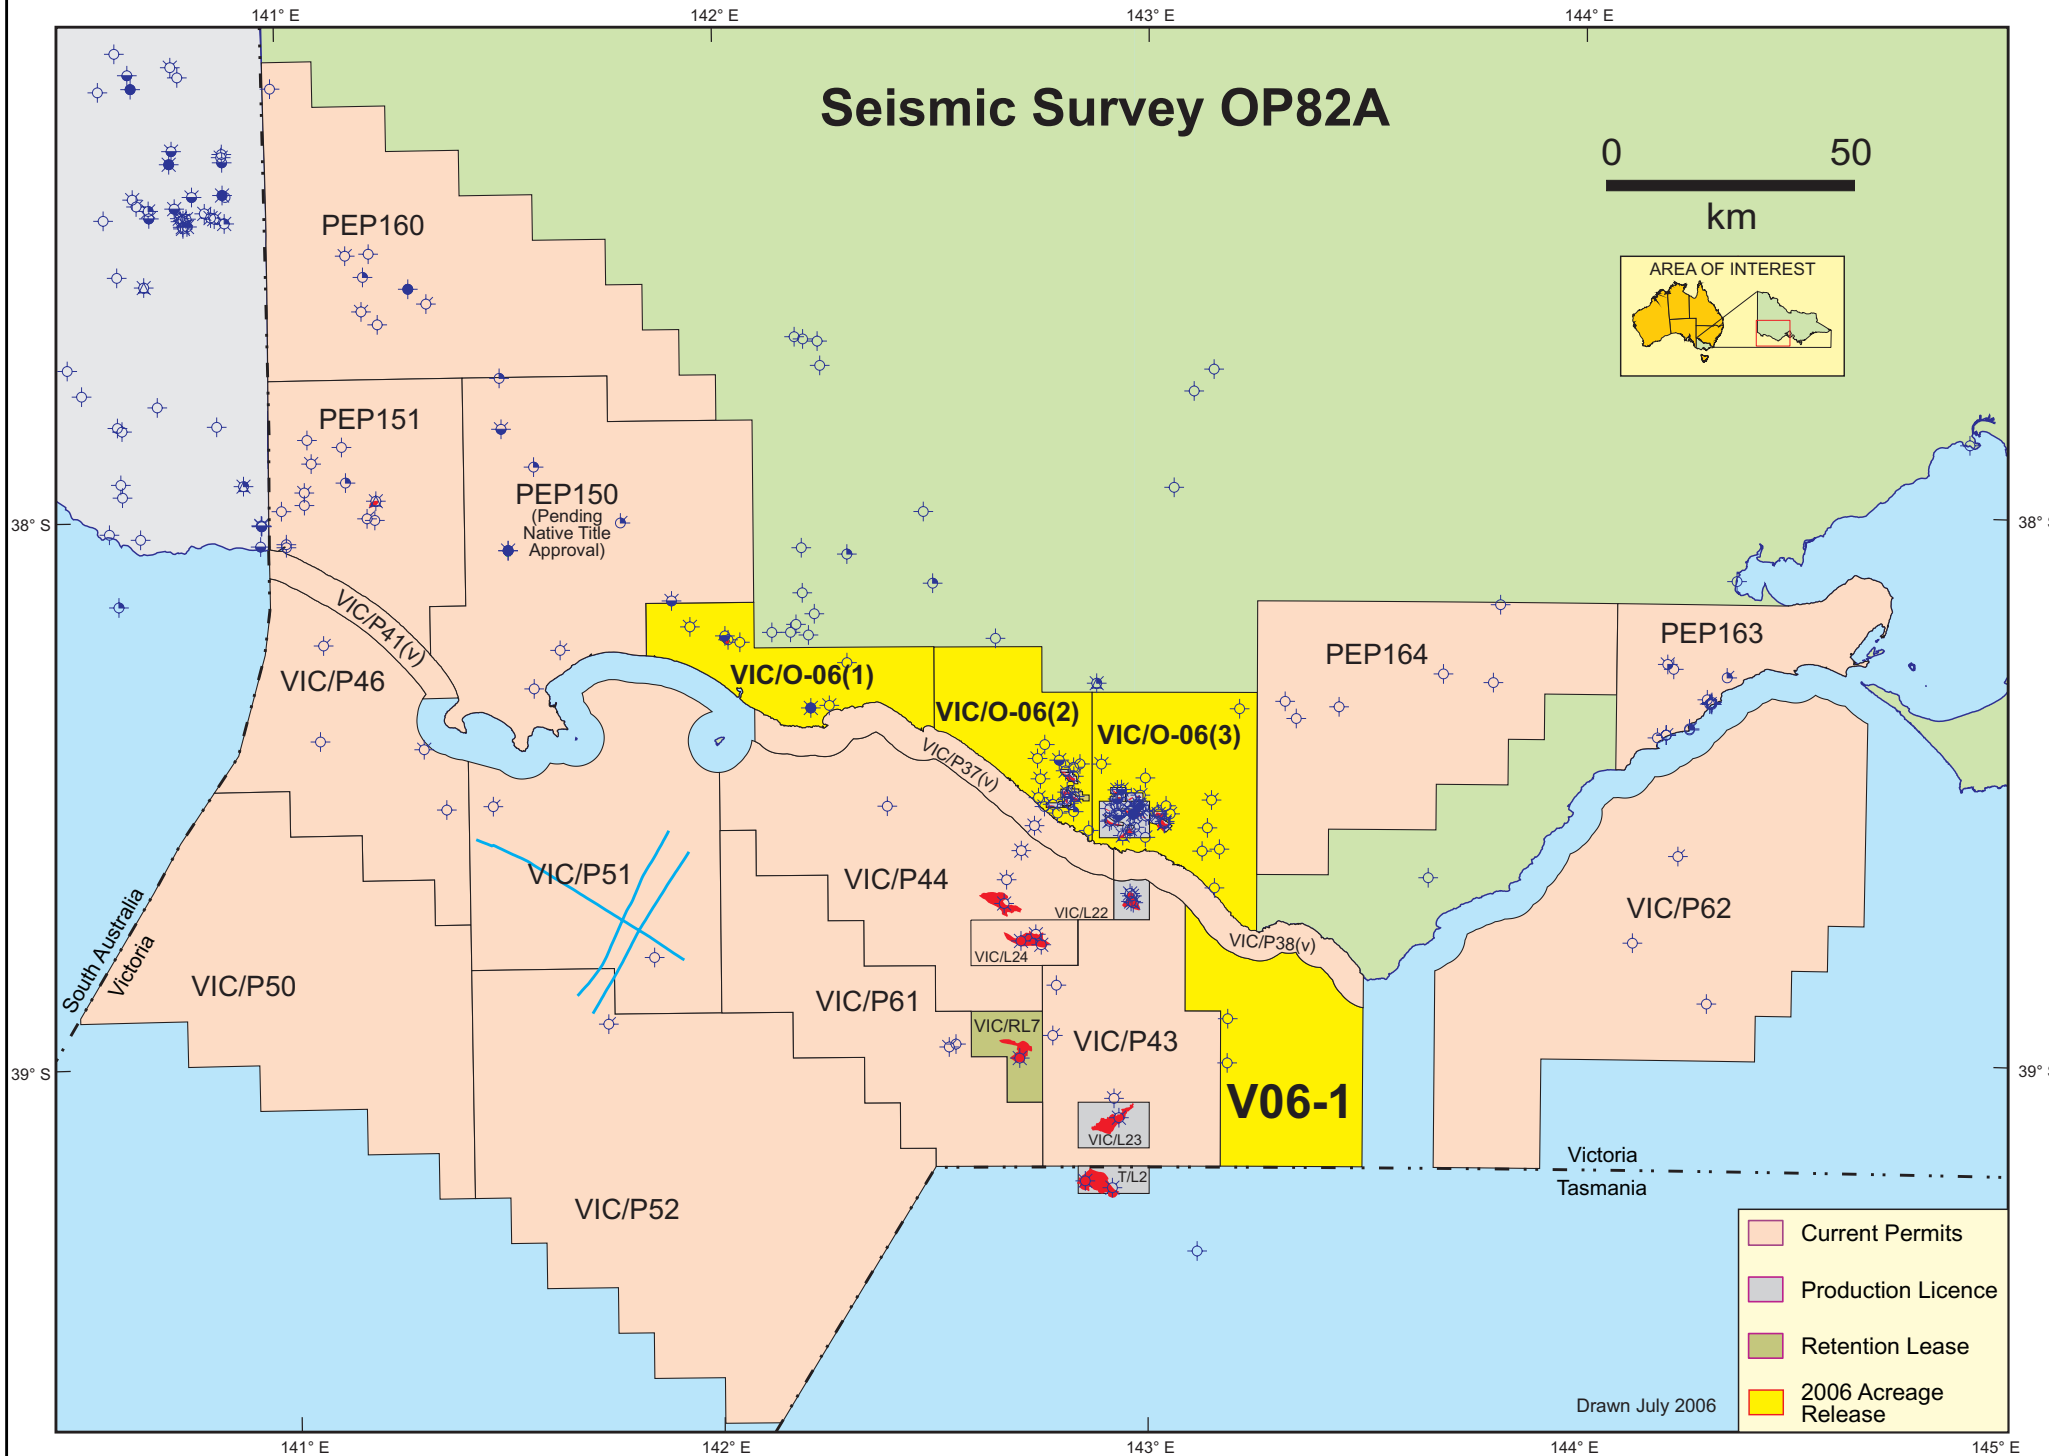 141° E
142° E
143° E
144° E
Seismic Survey OP82A
0
50
km
AREA OF INTEREST
PEP160
PEP151
PEP150
(Pending
Native Title
Approval)
38° S
38° S
VIC/P41(v)
VIC/P46
VIC/O-06(1)
VIC/O-06(2)
VIC/O-06(3)
PEP164
PEP163
VIC/P37(v)
VIC/P51
VIC/P44
VIC/L22
VIC/L24
VIC/P38(v)
VIC/P62
South Australia
Victoria
VIC/P50
VIC/P61
VIC/RL7
VIC/P43
39° S
39° S
V06-1
VIC/L23
T/L2
Victoria
Tasmania
VIC/P52
Current Permits
Production Licence
Retention Lease
2006 Acreage
Release
Drawn July 2006
141° E
142° E
143° E
144° E
145° E